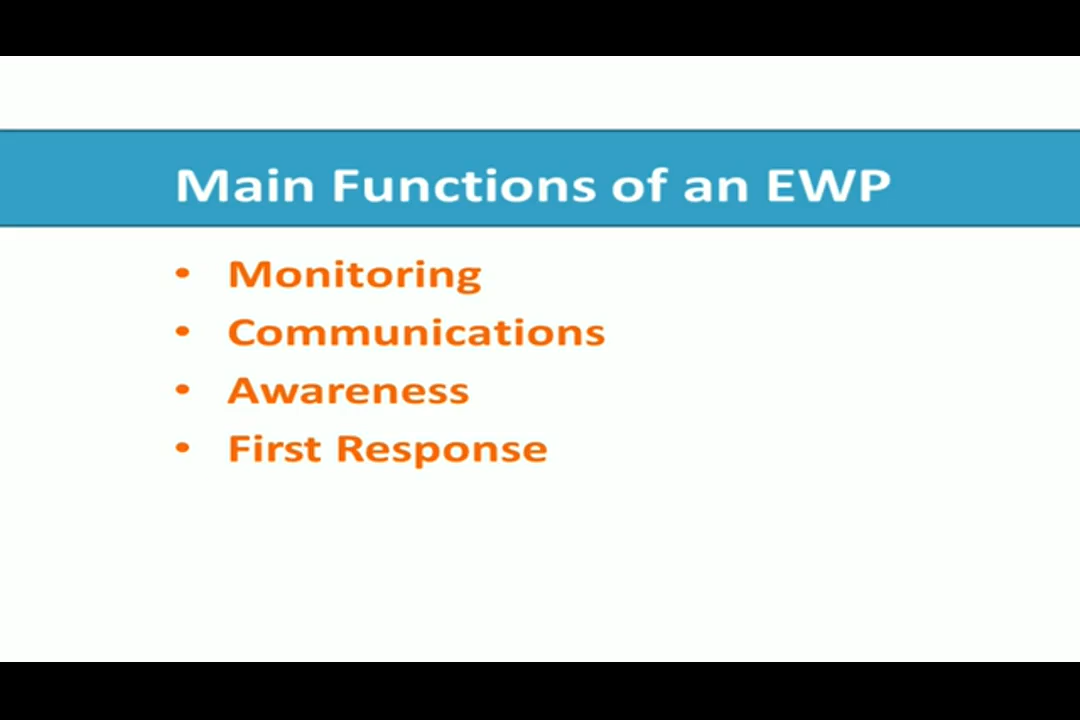 Main Functions of an EWP
• Monitoring
• Communications
• Awareness
• First Response